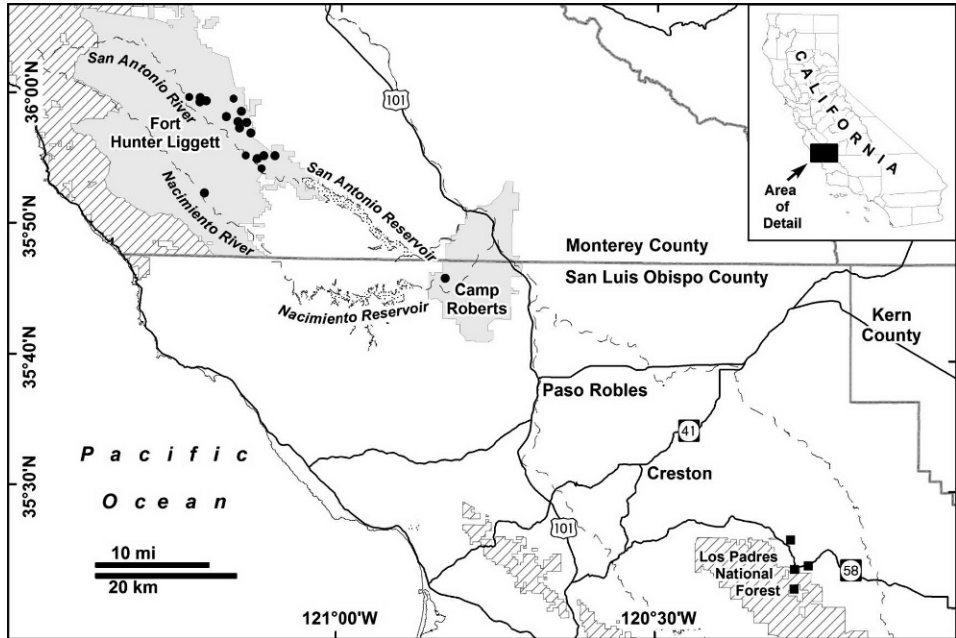 36°00'N
35°50'N
35°40'N
35°30'N
San Antonio River
Fort
Hunter Liggett
Nacimiento River
San Antonio Reservoir
Nacimiento Reservoir
101
Camp
Roberts
Monterey County
San Luis Obispo County
Kern
County
CALIFORNIA
Area
of
Detail
Paso Robles
41
Creston
101
Pacific
Ocean
10 mi
20 km
Los Padres
National
Forest
58
121°00'W
120°30'W